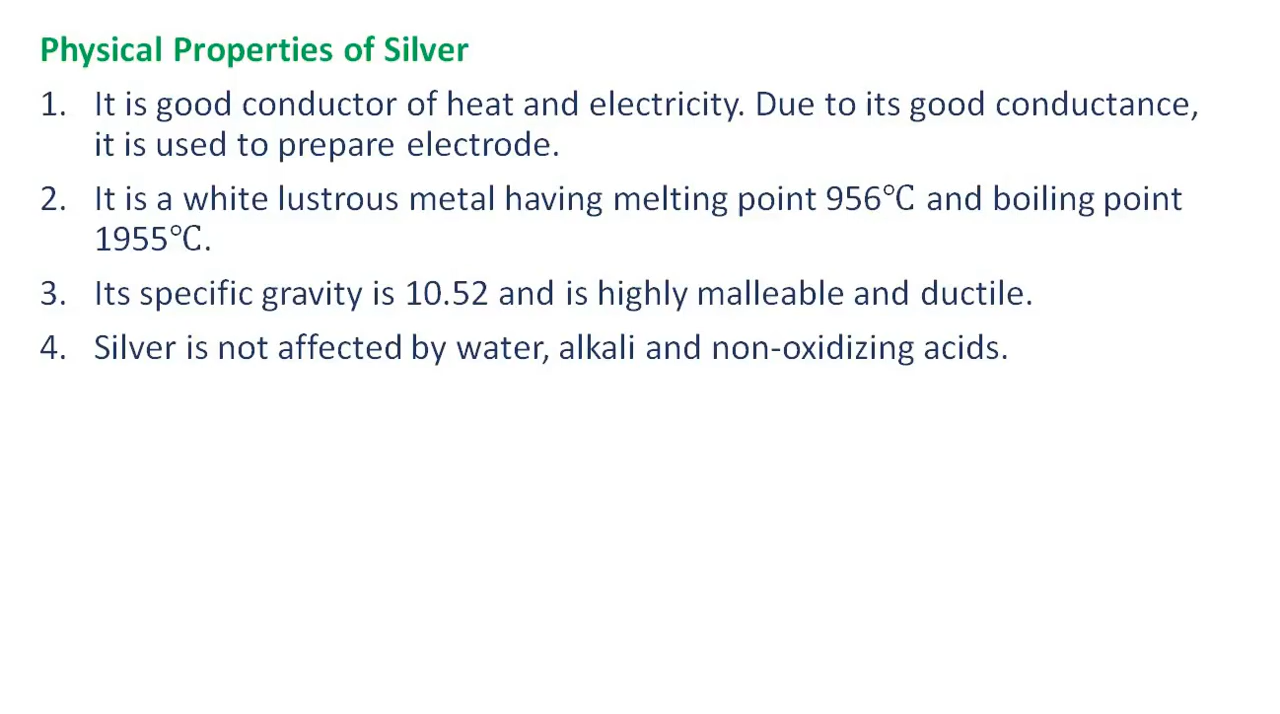 Physical Properties of Silver
1. It is good conductor of heat and electricity. Due to its good conductance,
it is used to prepare electrode.
2. It is a white lustrous metal having melting point 956℃ and boiling point
1955℃.
3. Its specific gravity is 10.52 and is highly malleable and ductile.
4. Silver is not affected by water, alkali and non-oxidizing acids.